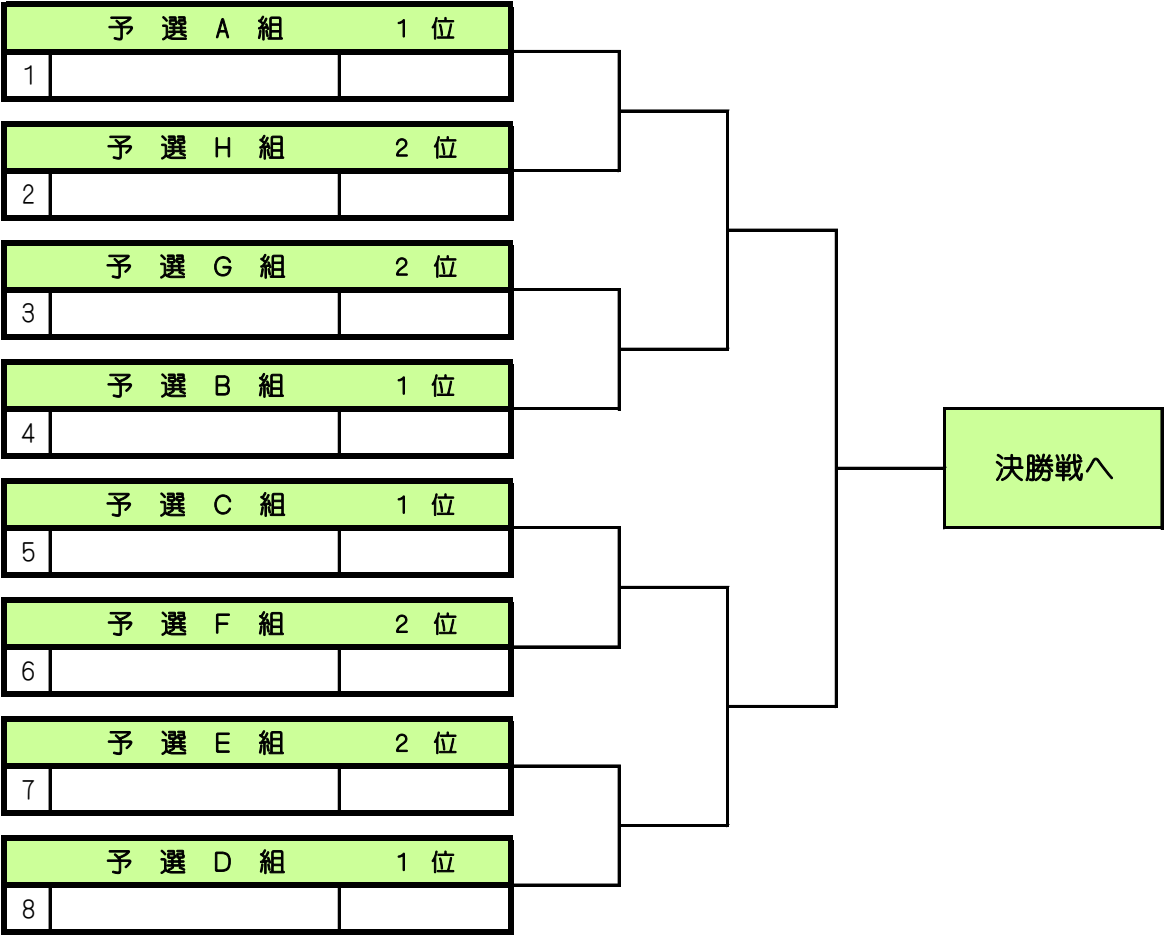 予 選 A 組 1 位
1
予 選 H 組 2 位
2
予 選 G 組 2 位
3
予 選 B 組 1 位
4
予 選 C 組 1 位
5
予 選 F 組 2 位
6
予 選 E 組 2 位
7
予 選 D 組 1 位
8
決勝戦へ